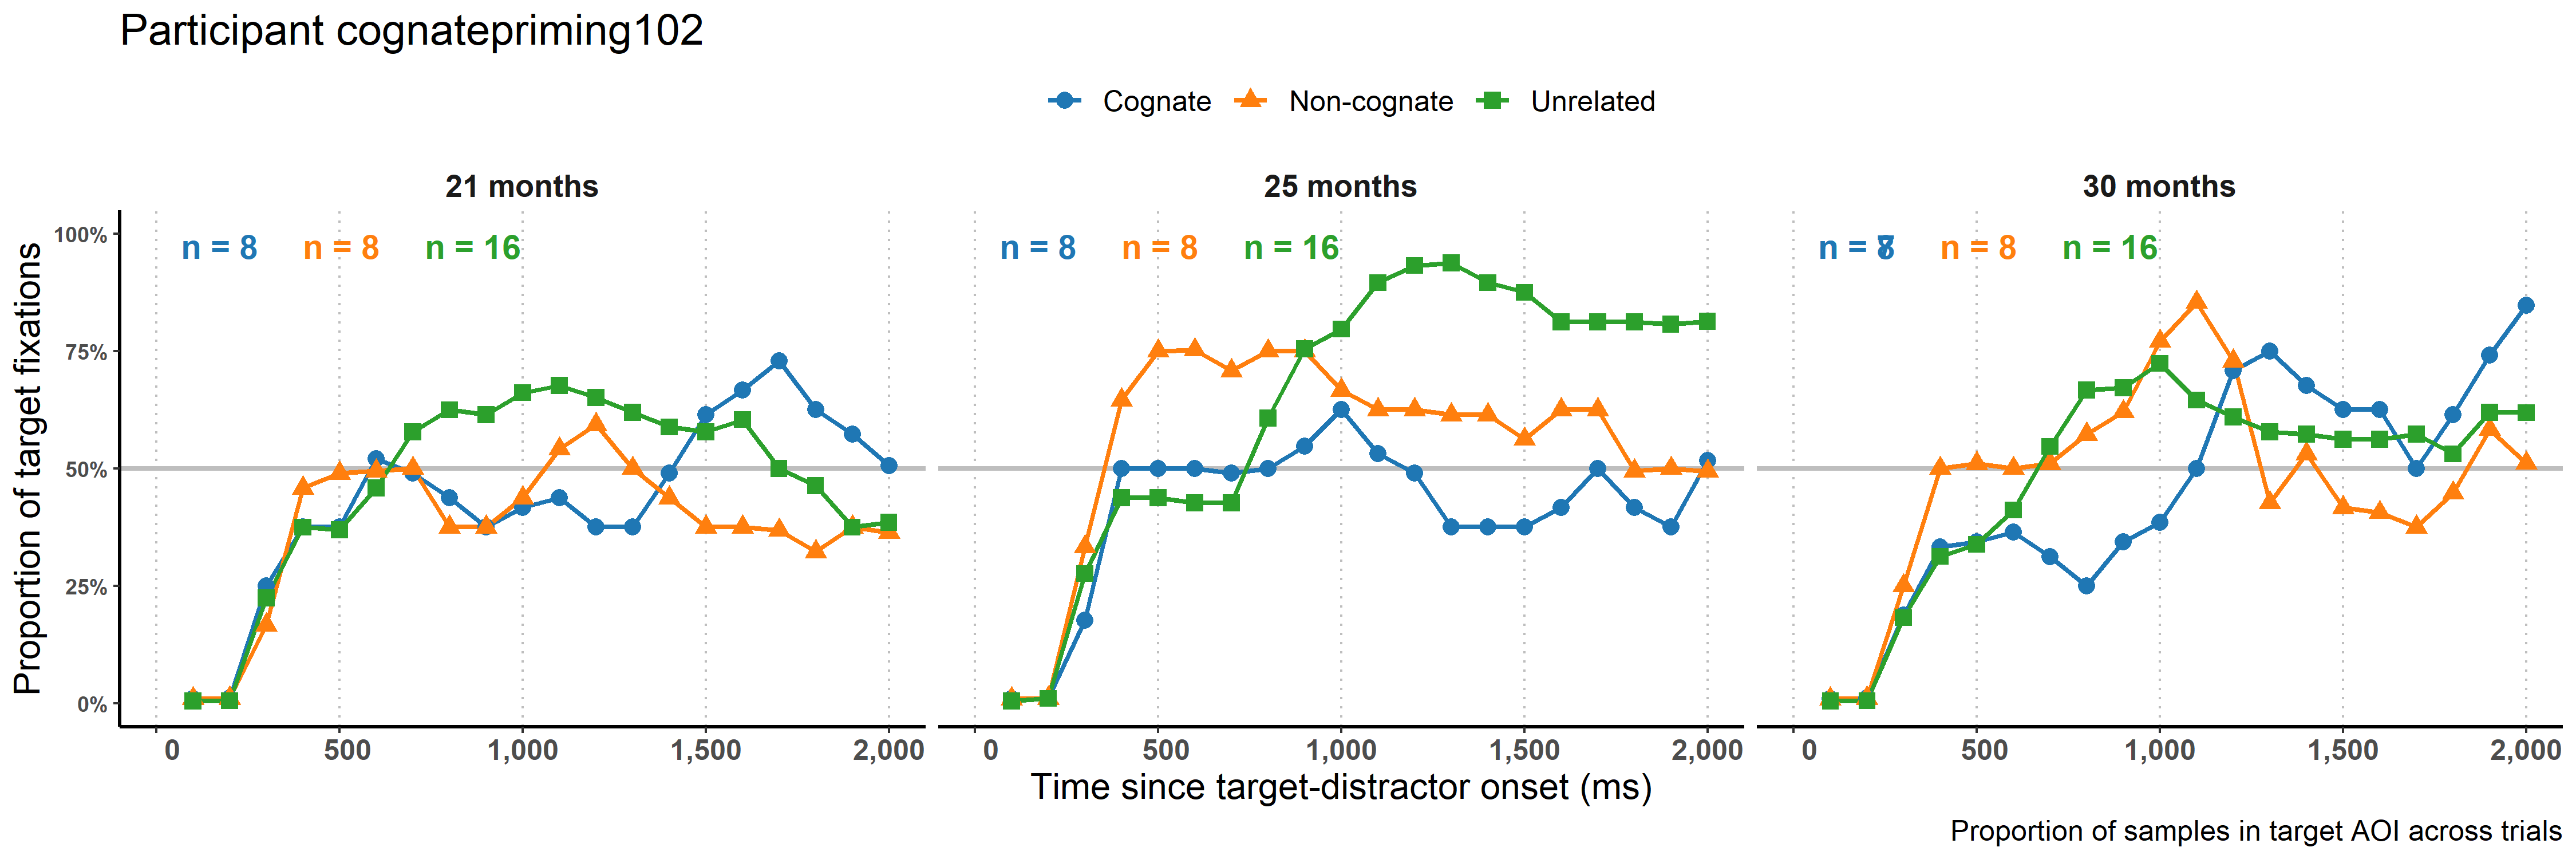 Participant cognatepriming102
Cognate Non-cognate Unrelated
21 months 25 months 30 months
n = 8 n = 8 n = 16 n = 8 n = 8 n = 16 n = n = 8 n = 16
Proportion of target fixations
100%
75%
50%
25%
0%
0 500 1,000 1,500 2,000 0 500 1,000 1,500 2,000 0 500 1,000 1,500 2,000
Time since target-distractor onset (ms)
Proportion of samples in target AOI across trials